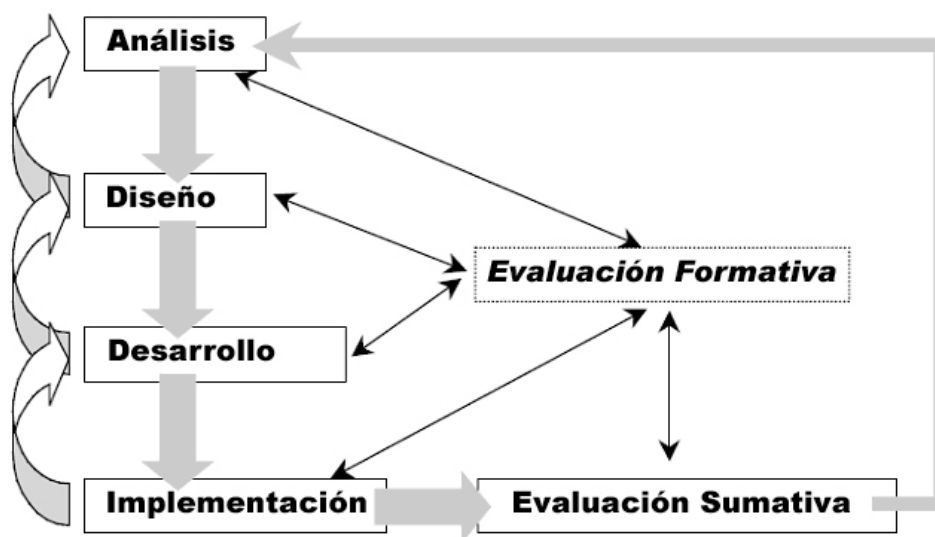 Análisis
Diseño
Evaluación Formativa
Desarrollo
Implementación
Evaluación Sumativa